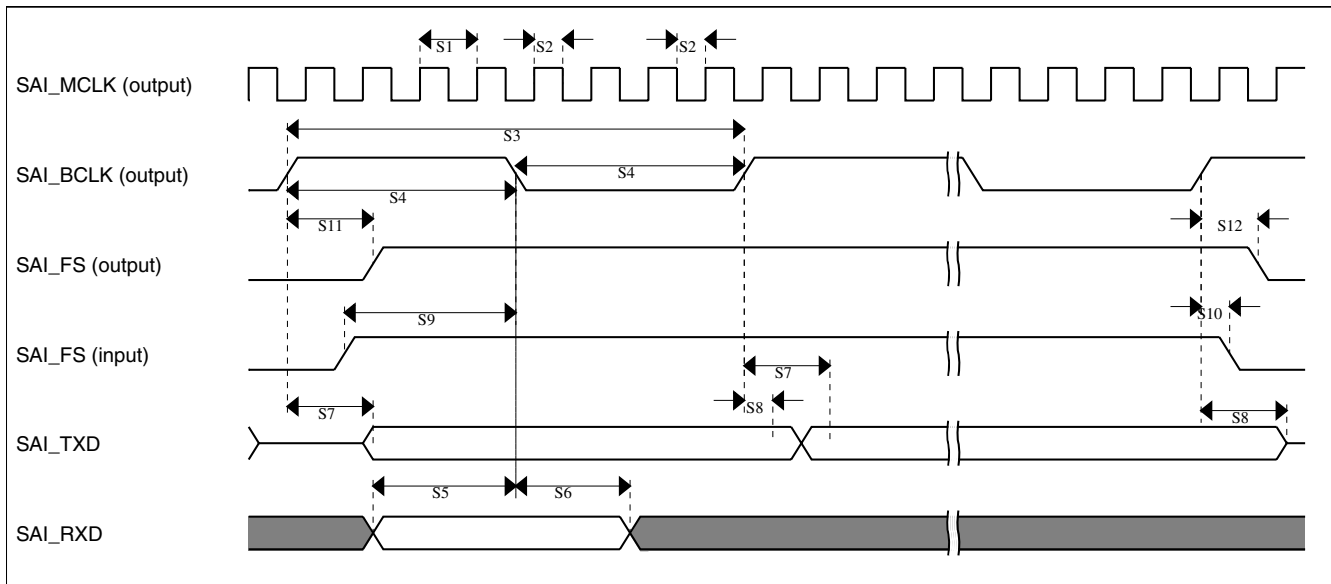 S1 S2 S2
SAI_MCLK (output)
S3
SAI_BCLK (output)
S4
S4
S11 S12
SAI_FS (output)
S9 S10
SAI_FS (input)
S7
S7 S8 S8
SAI_TXD
S5 S6
SAI_RXD